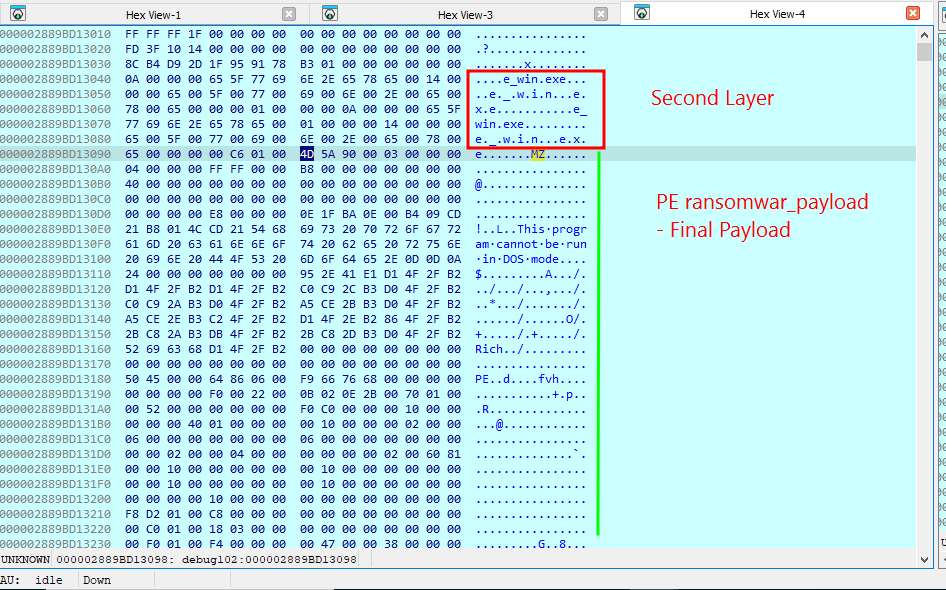 Hex View-1
Hex View-3
Hex View-4
000002889BD13010 FF FF FF 1F 00 00 00 00 00 00 00 00 00 00 00 00 ................
000002889BD13020 FD 3F 10 14 00 00 00 00 00 00 00 00 00 00 00 00 .?..............
000002889BD13030 8C B4 D9 2D 1F 95 91 78 B3 01 00 00 00 00 00 00 .......x........
000002889BD13040 0A 00 00 00 65 5F 77 69 6E 2E 65 78 65 00 14 00 ....e_win.exe...
000002889BD13050 00 00 65 00 5F 00 77 00 69 00 6E 00 2E 00 65 00 ..e._.w.i.n...e.
000002889BD13060 78 00 65 00 00 00 01 00 00 00 0A 00 00 00 65 5F x.e...........e_
000002889BD13070 77 69 6E 2E 65 78 65 00 01 00 00 00 14 00 00 00 win.exe.........
000002889BD13080 65 00 5F 00 77 00 69 00 6E 00 2E 00 65 00 78 00 e._.w.i.n...e.x.
000002889BD13090 65 00 00 00 00 C6 01 00 4D 5A 90 00 03 00 00 00 e.......MZ......
000002889BD130A0 04 00 00 00 FF FF 00 00 B8 00 00 00 00 00 00 00 ................
000002889BD130B0 40 00 00 00 00 00 00 00 00 00 00 00 00 00 00 00 @...............
000002889BD130C0 00 00 00 00 00 00 00 00 00 00 00 00 00 00 00 00 ................
000002889BD130D0 00 00 00 00 E8 00 00 00 0E 1F BA 0E 00 B4 09 CD ................
000002889BD130E0 21 B8 01 4C CD 21 54 68 69 73 20 70 72 6F 67 72 !..L..This·progr
000002889BD130F0 61 6D 20 63 61 6E 6E 6F 74 20 62 65 20 72 75 6E am·cannot·be·run
000002889BD13100 20 69 6E 20 44 4F 53 20 6D 6F 64 65 2E 0D 0D 0A ·in·DOS·mode....
000002889BD13110 24 00 00 00 00 00 00 00 95 2E 41 E1 D1 4F 2F B2 $.........A.../.
000002889BD13120 D1 4F 2F B2 D1 4F 2F B2 C0 C9 2C B3 D0 4F 2F B2 ../.../...,.../.
000002889BD13130 C0 C9 2A B3 D0 4F 2F B2 A5 CE 2B B3 D0 4F 2F B2 ..*.../......./.
000002889BD13140 A5 CE 2E B3 C2 4F 2F B2 D1 4F 2E B2 86 4F 2F B2 ....../......O/.
000002889BD13150 2B C8 2A B3 DB 4F 2F B2 2B C8 2D B3 D0 4F 2F B2 +...../.+...../.
000002889BD13160 52 69 63 68 D1 4F 2F B2 00 00 00 00 00 00 00 00 Rich../.........
000002889BD13170 00 00 00 00 00 00 00 00 00 00 00 00 00 00 00 00 ................
000002889BD13180 50 45 00 00 64 86 06 00 F9 66 76 68 00 00 00 00 PE..d....fvh....
000002889BD13190 00 00 00 00 F0 00 22 00 0B 02 0E 2B 00 70 01 00 ...........+.p..
000002889BD131A0 00 52 00 00 00 00 00 00 F0 C0 00 00 00 10 00 00 .R..............
000002889BD131B0 00 00 00 40 01 00 00 00 00 10 00 00 00 02 00 00 ...@............
000002889BD131C0 06 00 00 00 00 00 00 00 06 00 00 00 00 00 00 00 ................
000002889BD131D0 00 00 02 00 00 04 00 00 00 00 00 00 02 00 60 81 ..............`.
000002889BD131E0 00 00 10 00 00 00 00 00 00 10 00 00 00 00 00 00 ................
000002889BD131F0 00 00 10 00 00 00 00 00 00 10 00 00 00 00 00 00 ................
000002889BD13200 00 00 00 00 10 00 00 00 00 00 00 00 00 00 00 00 ................
000002889BD13210 F8 D2 01 00 C8 00 00 00 00 00 00 00 00 00 00 00 ................
000002889BD13220 00 C0 01 00 18 03 00 00 00 00 00 00 00 00 00 00 ................
000002889BD13230 00 F0 01 00 F4 00 00 00 00 47 00 00 38 00 00 00 .........G..8...
Second Layer
PE ransomwar_payload
- Final Payload
UNKNOWN 000002889BD13098: debug102:000002889BD13098
AU: idle Down